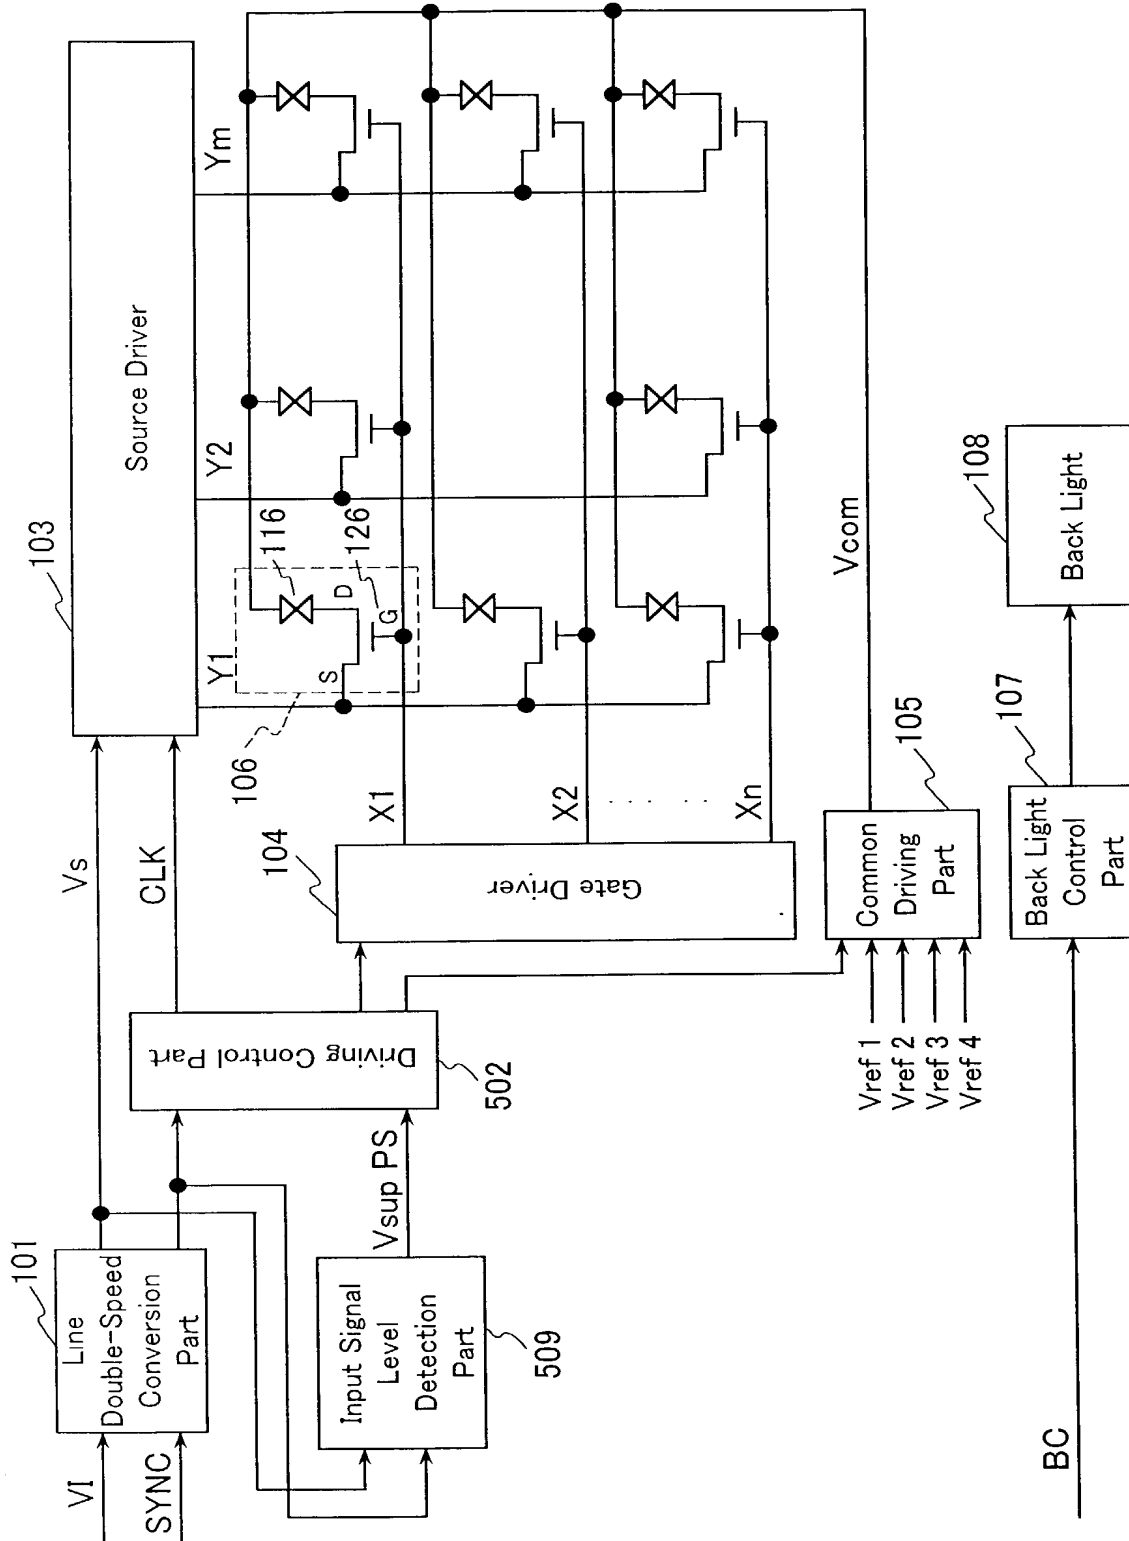 VI
SYNC
101
Line
Double-Speed
Conversion
Part
Input Signal
Level
Detection
Part
509
Vsup PS
Driving Control Part
502
Vs
CLK
103
Source Driver
104
Gate Driver
Y1
Y2
Ym
106
116
126
S
D
G
X1
X2
. . . . . .
Xn
Vcom
105
Common
Driving
Part
Vref 1
Vref 2
Vref 3
Vref 4
BC
107
Back Light
Control
Part
108
Back Light